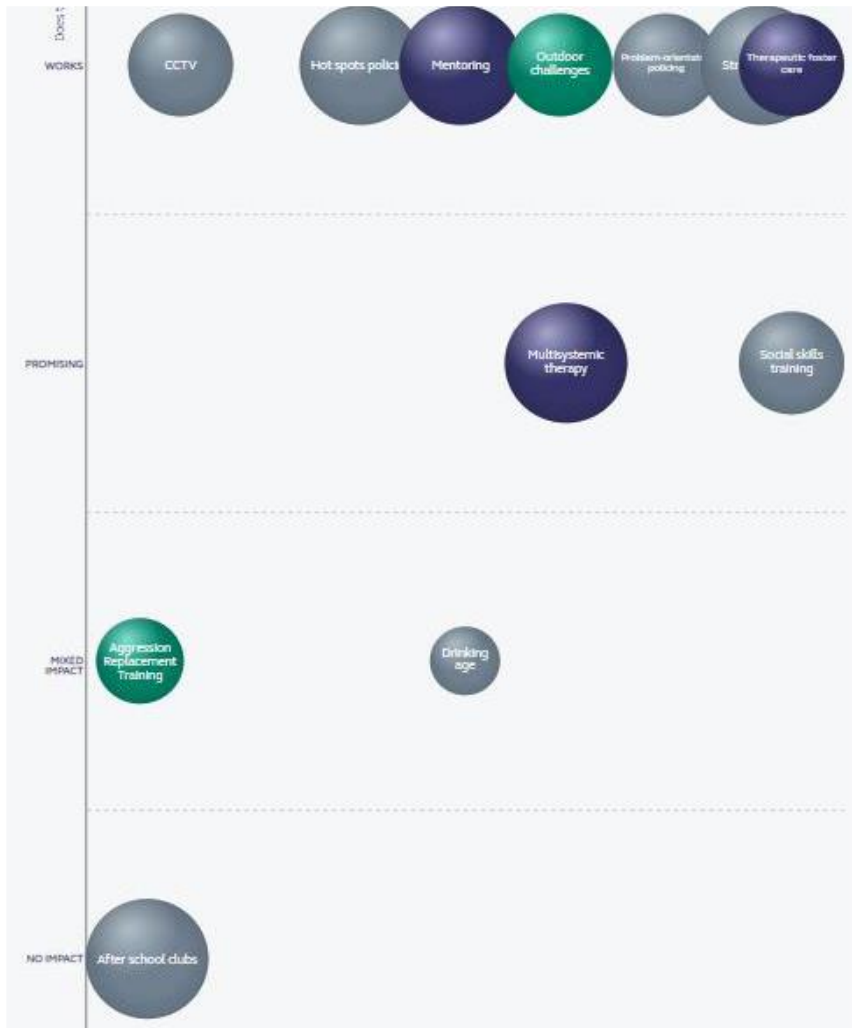 Does t
WORKS
CCTV
Hot spots polici
Mentoring
Outdoor
challenges
Problem-orientati
policing
Str
Therapeutic foster
care
PROMISING
Multisystemic
therapy
Social skills
training
MIXED
IMPACT
Aggression
Replacement
Training
Drinking
age
NO IMPACT
After school clubs